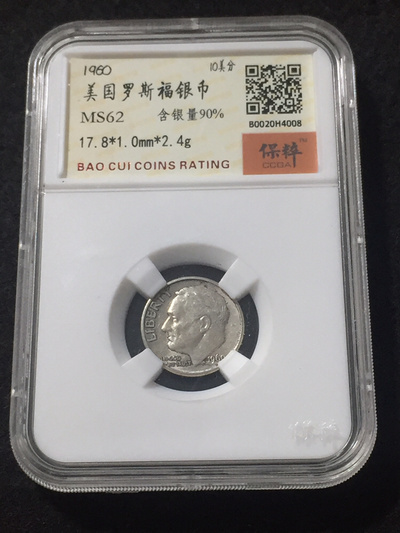 1960
10美分
美国罗斯福银币
MS62
含银量90%
17.8*1.0mm*2.4g
BAO CUI COINS RATING
B0020H4008
保粹
CCGA
LIBERTY